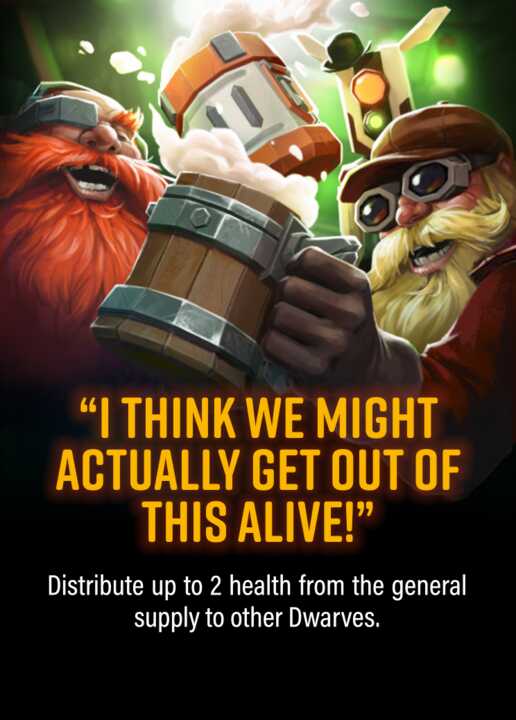 “I THINK WE MIGHT
ACTUALLY GET OUT OF
THIS ALIVE!”
Distribute up to 2 health from the general
supply to other Dwarves.